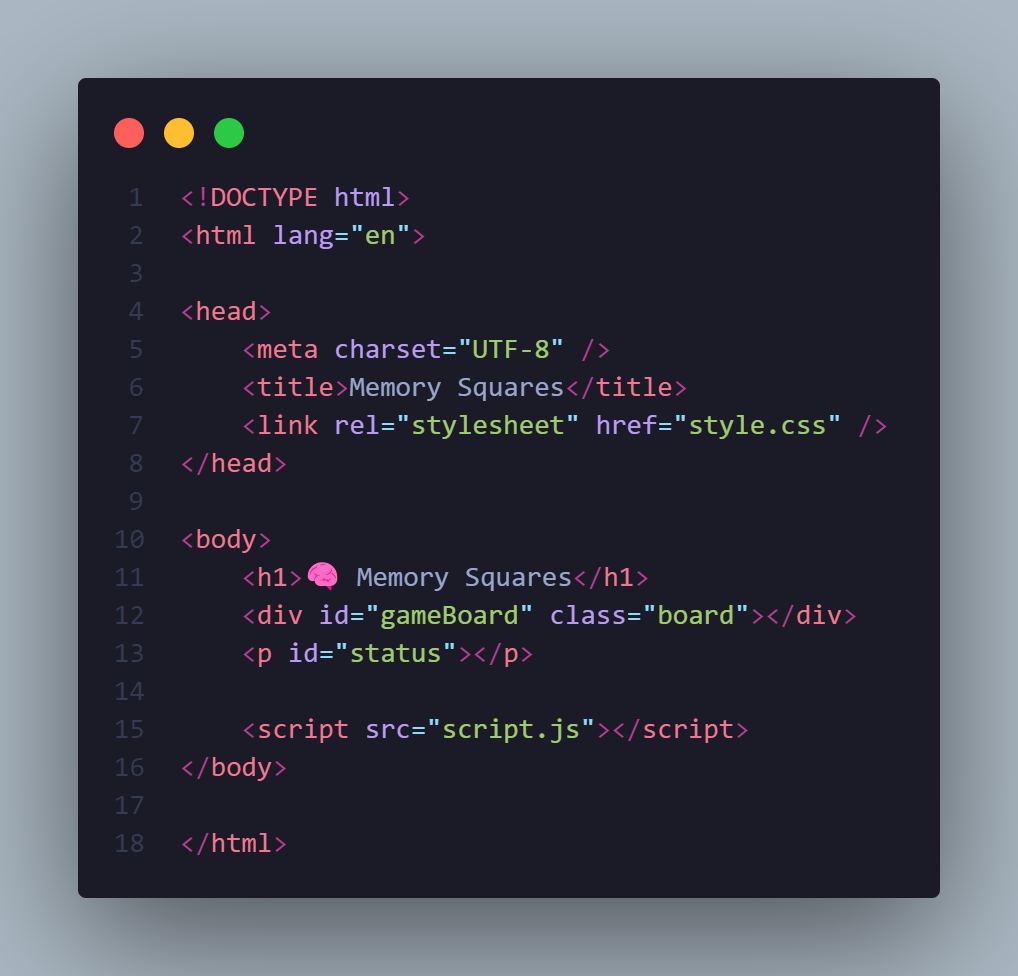 1 <!DOCTYPE html>
2 <html lang="en">
3
4 <head>
5     <meta charset="UTF-8" />
6     <title>Memory Squares</title>
7     <link rel="stylesheet" href="style.css" />
8 </head>
9
10 <body>
11     <h1>🧠 Memory Squares</h1>
12     <div id="gameBoard" class="board"></div>
13     <p id="status"></p>
14
15     <script src="script.js"></script>
16 </body>
17
18 </html>